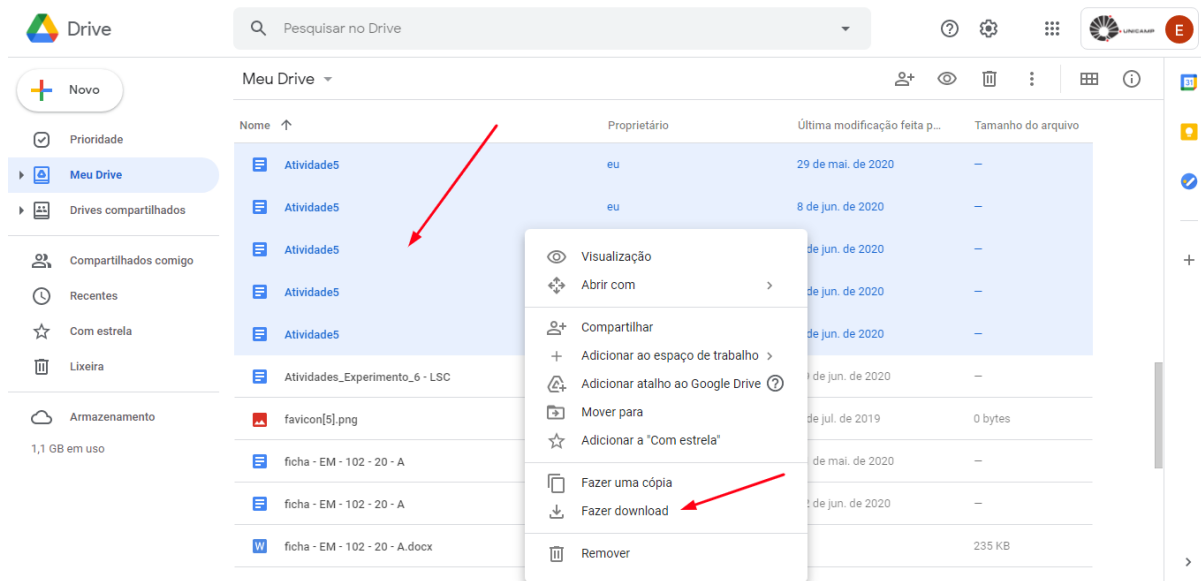 Drive
Pesquisar no Drive
UNICAMP
E
Novo
Prioridade
Meu Drive
Drives compartilhados
Compartilhados comigo
Recentes
Com estrela
Lixeira
Armazenamento
1,1 GB em uso
Meu Drive
Nome Proprietário Última modificação feita p... Tamanho do arquivo
Atividade5 eu 29 de mai. de 2020 —
Atividade5 eu 8 de jun. de 2020 —
Atividade5 de jun. de 2020 —
Atividade5 de jun. de 2020 —
Atividade5 de jun. de 2020 —
Atividades_Experimento_6 - LSC de jun. de 2020 —
favicon[5].png de jul. de 2019 0 bytes
ficha - EM - 102 - 20 - A de mai. de 2020 —
ficha - EM - 102 - 20 - A de jun. de 2020 —
ficha - EM - 102 - 20 - A.docx 235 KB
Visualização
Abrir com
Compartilhar
Adicionar ao espaço de trabalho
Adicionar atalho ao Google Drive
Mover para
Adicionar a "Com estrela"
Fazer uma cópia
Fazer download
Remover
31